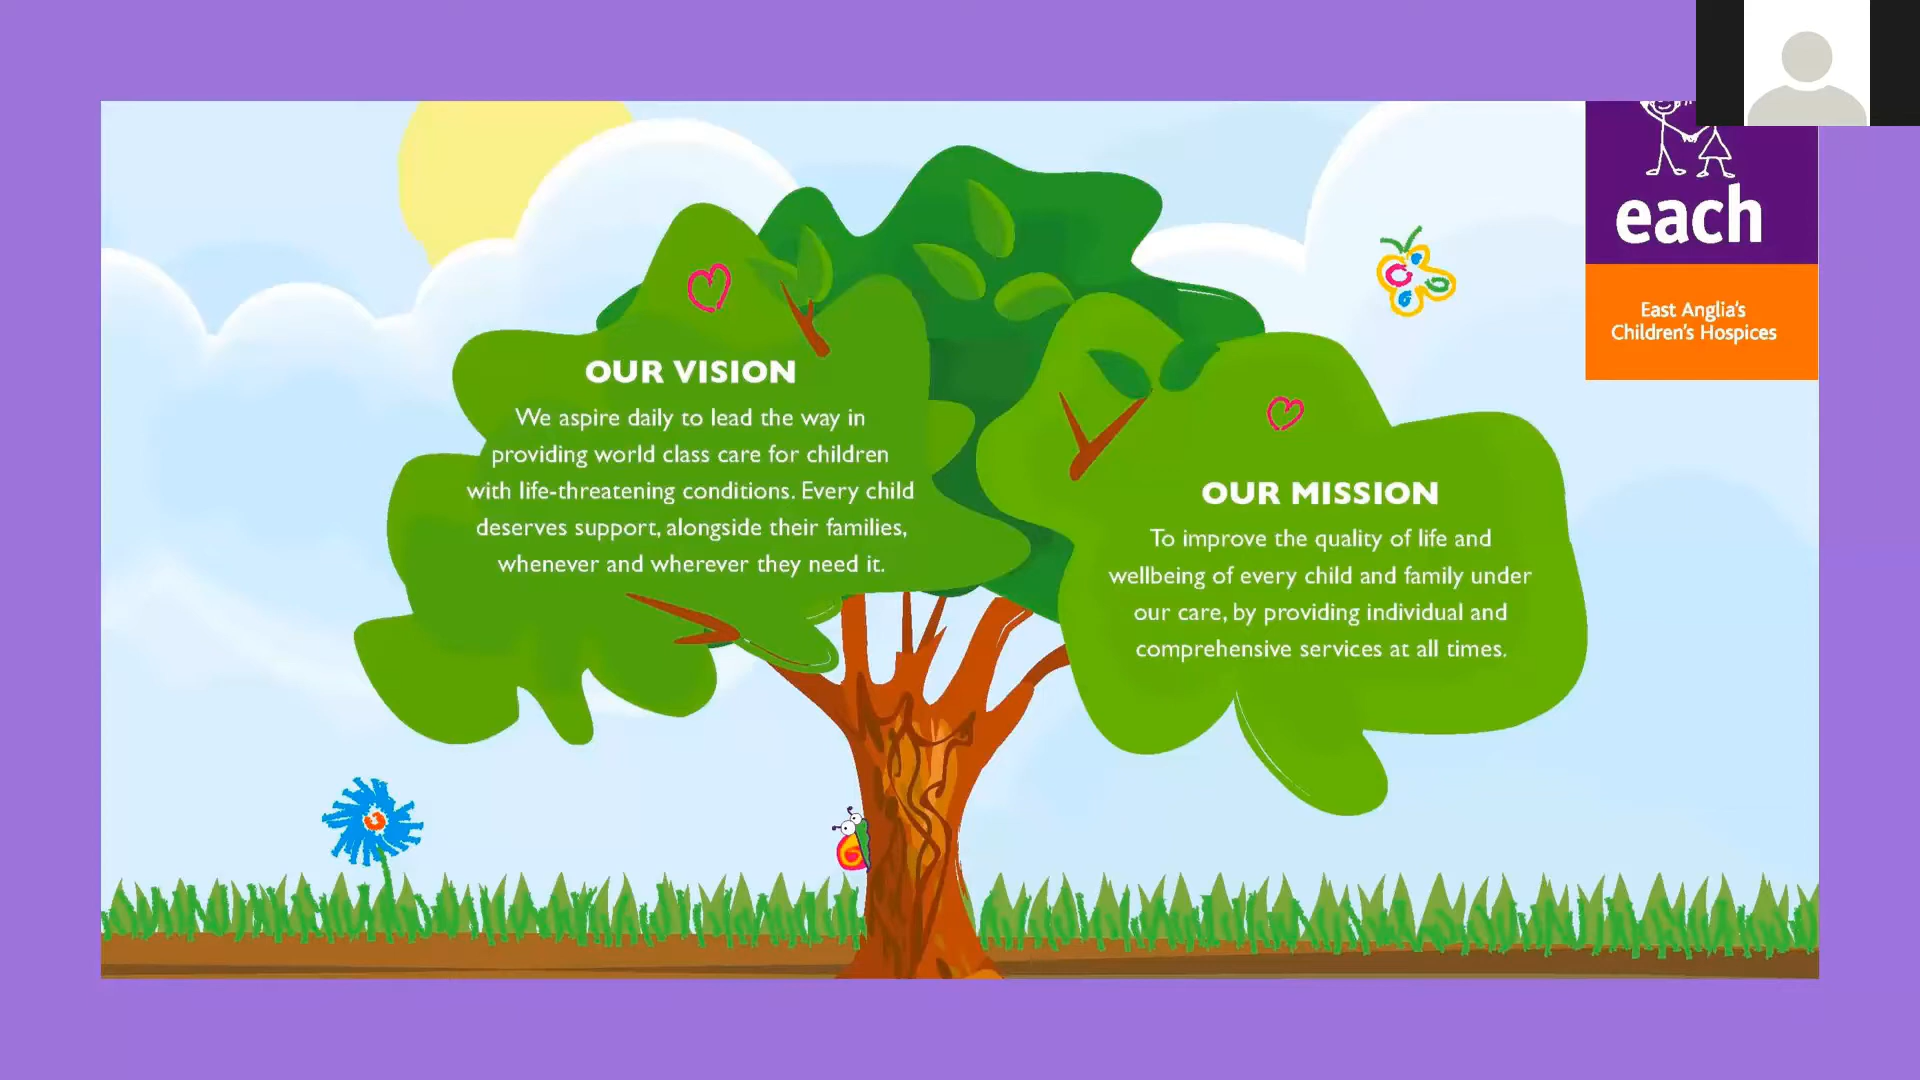 OUR VISION
We aspire daily to lead the way in
providing world class care for children
with life-threatening conditions. Every child
deserves support, alongside their families,
whenever and wherever they need it.
OUR MISSION
To improve the quality of life and
wellbeing of every child and family under
our care, by providing individual and
comprehensive services at all times.
each
East Anglia's
Children's Hospices